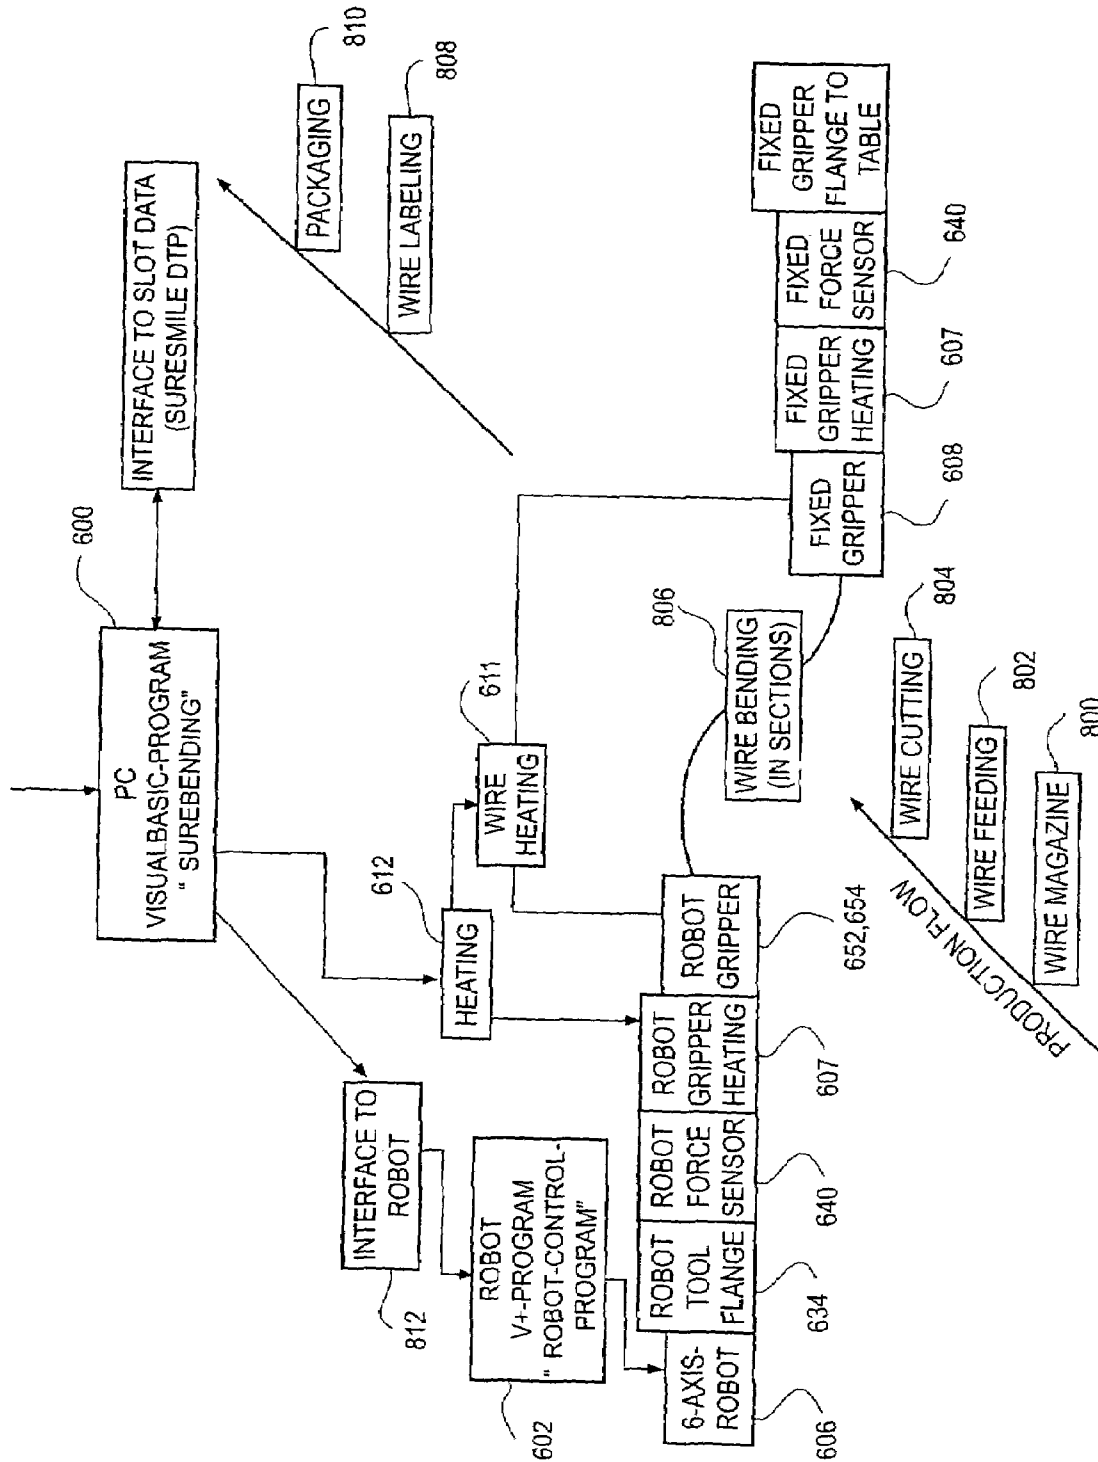 600
PC
VISUALBASIC-PROGRAM
" SUREBENDING"
INTERFACE TO SLOT DATA
(SURESMILE DTP)
810
PACKAGING
808
WIRE LABELING
INTERFACE TO
ROBOT
812
612
HEATING
611
WIRE
HEATING
ROBOT
V+-PROGRAM
" ROBOT-CONTROL-
PROGRAM"
602
6-AXIS-
ROBOT
606
ROBOT
TOOL
FLANGE
634
ROBOT
FORCE
SENSOR
640
ROBOT
GRIPPER
HEATING
607
ROBOT
GRIPPER
652,654
806
WIRE BENDING
(IN SECTIONS)
FIXED
GRIPPER
608
FIXED
GRIPPER
HEATING
607
FIXED
FORCE
SENSOR
640
FIXED
GRIPPER
FLANGE TO
TABLE
PRODUCTION FLOW
804
WIRE CUTTING
802
WIRE FEEDING
800
WIRE MAGAZINE